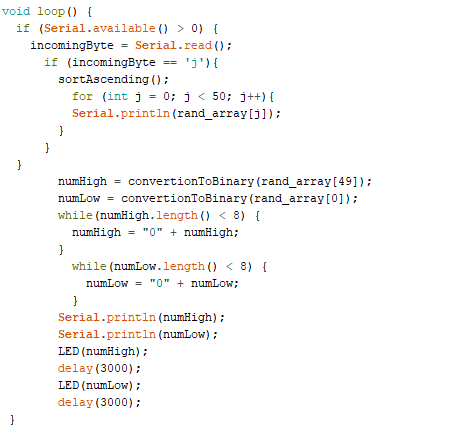 void loop() {
  if (Serial.available() > 0) {
    incomingByte = Serial.read();
      if (incomingByte == 'j'){
        sortAscending();
          for (int j = 0; j < 50; j++){
          Serial.println(rand_array[j]);
        }
      }
  }
        numHigh = convertionToBinary(rand_array[49]);
        numLow = convertionToBinary(rand_array[0]);
        while(numHigh.length() < 8) {
          numHigh = "0" + numHigh;
        }
          while(numLow.length() < 8) {
            numLow = "0" + numLow;
          }
        Serial.println(numHigh);
        Serial.println(numLow);
        LED(numHigh);
        delay(3000);
        LED(numLow);
        delay(3000);
 }